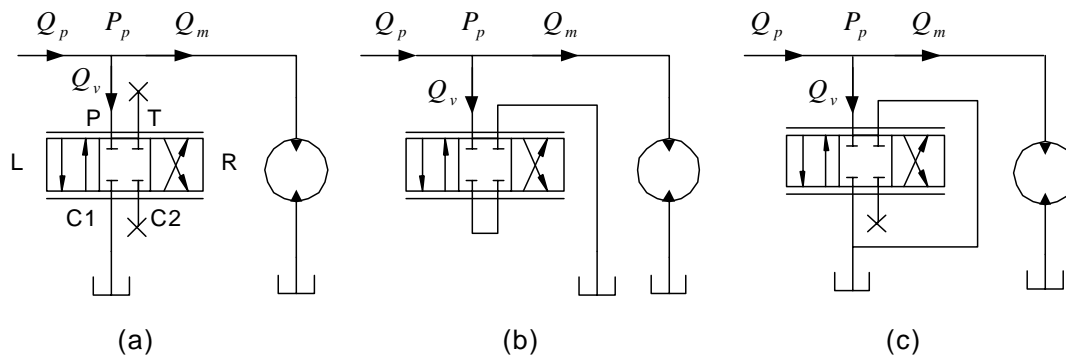 Q_p P_p Q_m Q_p P_p Q_m Q_p P_p Q_m
Q_v Q_v Q_v
P T
L R
C1 C2
(a) (b) (c)